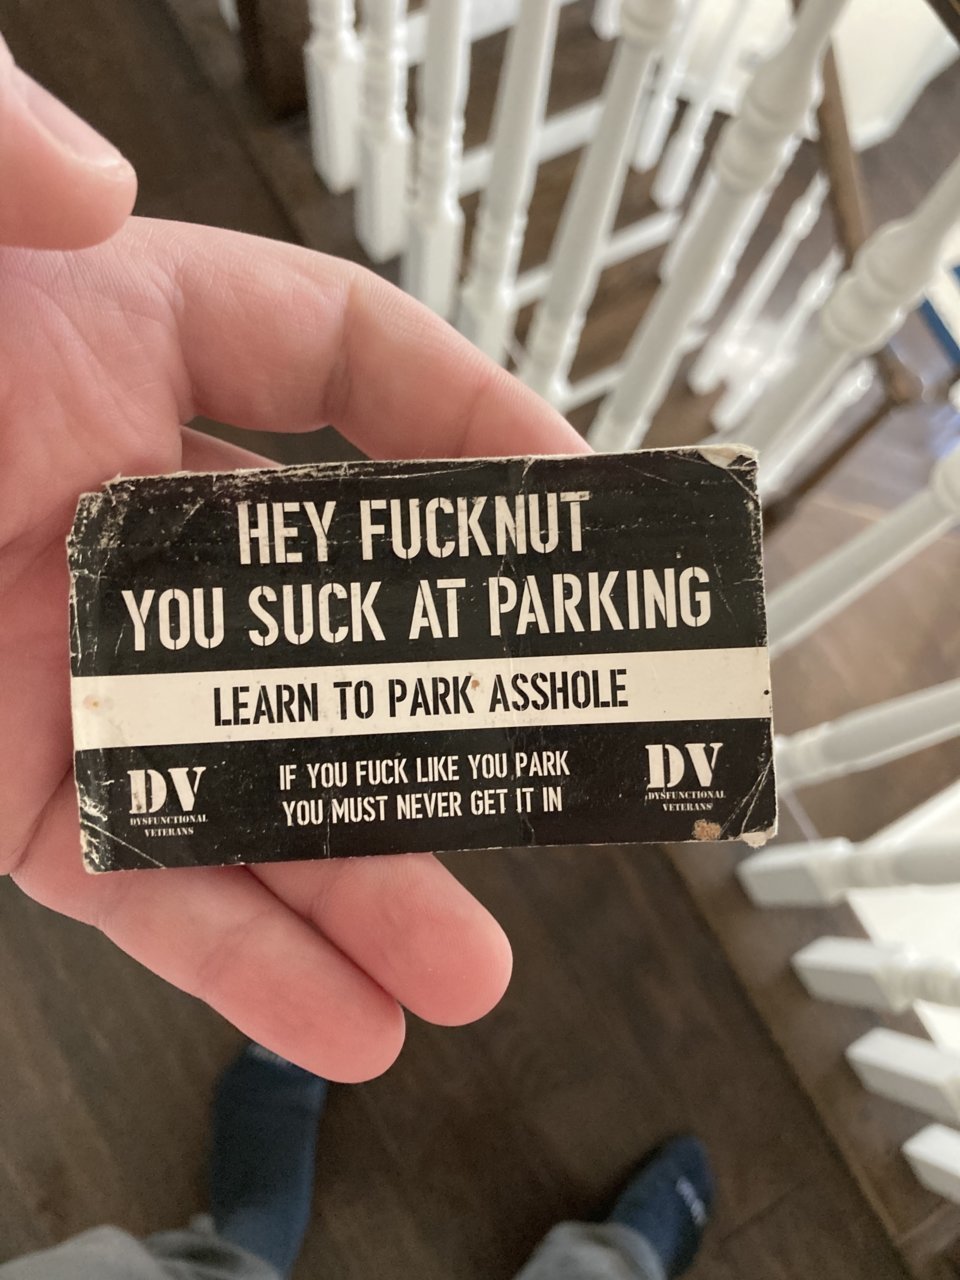 HEY FUCKNUT
YOU SUCK AT PARKING
LEARN TO PARK ASSHOLE
IF YOU FUCK LIKE YOU PARK
YOU MUST NEVER GET IT IN
DV
DYSFUNCTIONAL
VETERANS
DV
DYSFUNCTIONAL
VETERANS